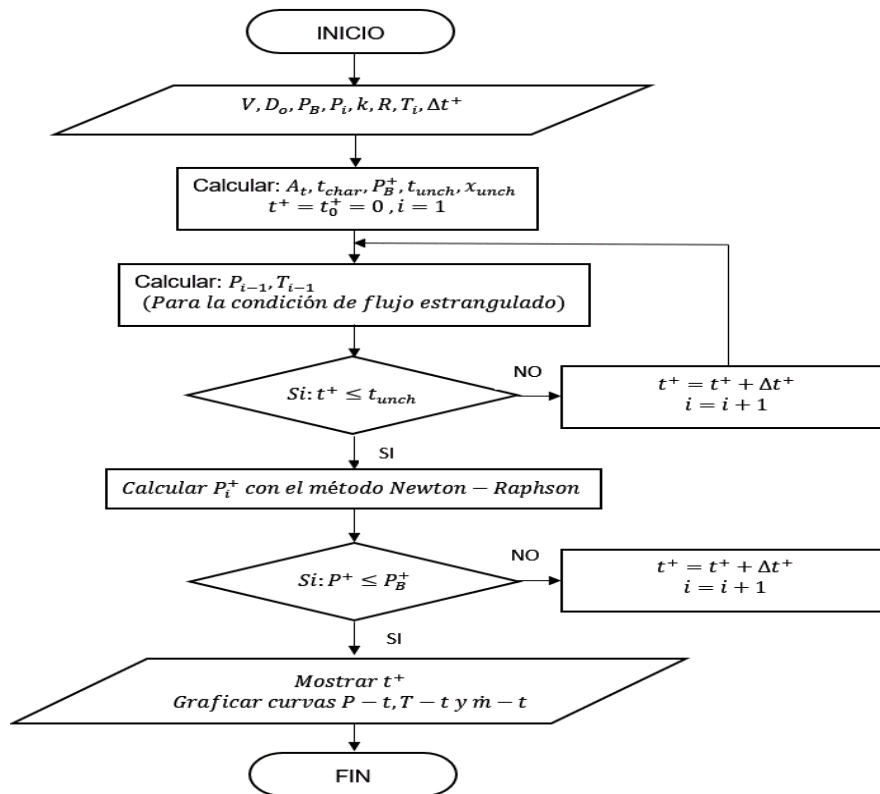 INICIO
V, D_o, P_B, P_i, k, R, T_i, Δt⁺
Calcular: A_t, t_char, P_B⁺, t_unch, x_unch
t⁺ = t₀⁺ = 0 , i = 1
Calcular: P_{i−1}, T_{i−1}
(Para la condición de flujo estrangulado)
Si: t⁺ ≤ t_unch
NO
t⁺ = t⁺ + Δt⁺
i = i + 1
SI
Calcular P_i⁺ con el método Newton − Raphson
Si: P⁺ ≤ P_B⁺
NO
t⁺ = t⁺ + Δt⁺
i = i + 1
SI
Mostrar t⁺
Graficar curvas P − t, T − t y ṁ − t
FIN